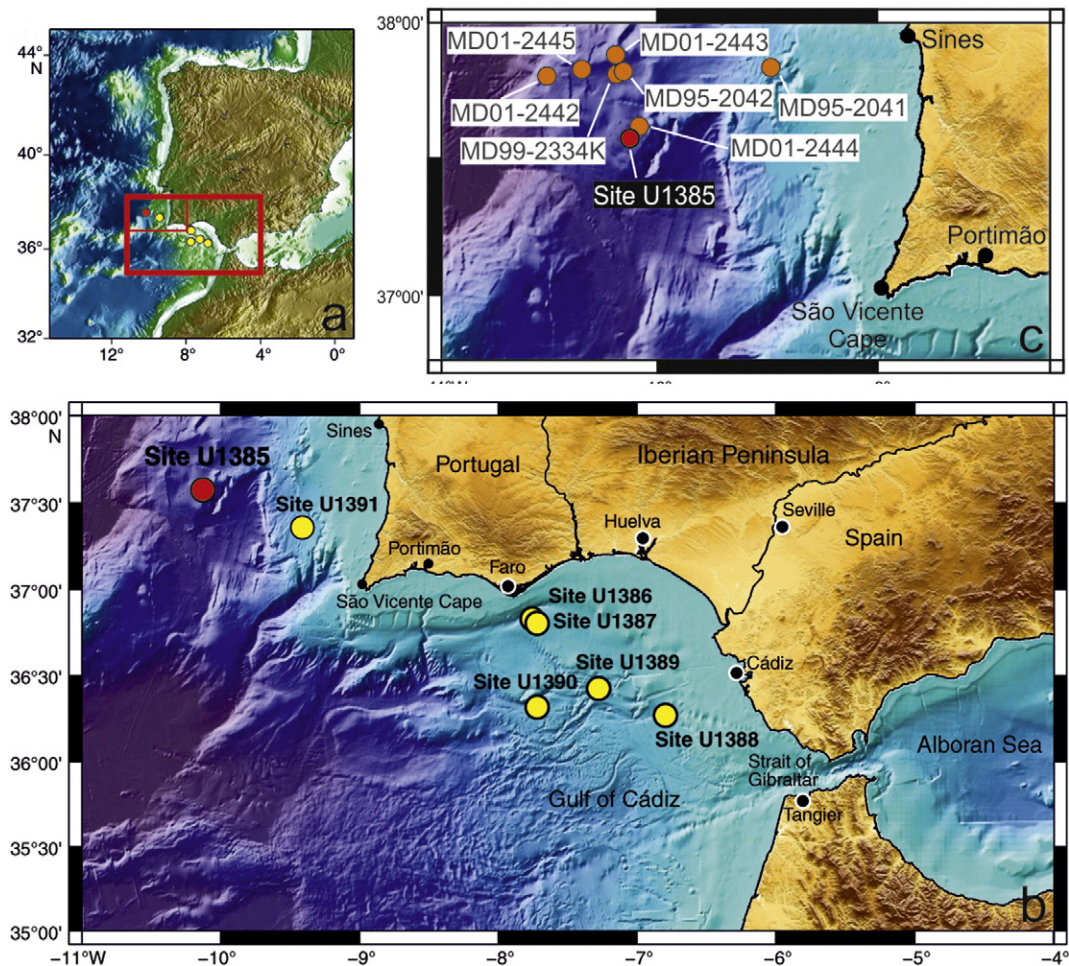 44°
N
40°
36°
32°
12°
8°
4°
0°
a
38°00'
37°00'
MD01-2445
MD01-2443
Sines
MD01-2442
MD95-2042
MD95-2041
MD99-2334K
MD01-2444
Site U1385
Portimão
São Vicente
Cape
c
38°00'
N
37°30'
37°00'
36°30'
36°00'
35°30'
35°00'
Sines
Site U1385
Portugal
Iberian Peninsula
Site U1391
Seville
Huelva
Spain
Portimão
Faro
São Vicente Cape
Site U1386
Site U1387
Site U1389
Cádiz
Site U1390
Site U1388
Alboran Sea
Strait of
Gibraltar
Gulf of Cádiz
Tangier
b
−11°W
−10°
−9°
−8°
−7°
−6°
−5°
−4°